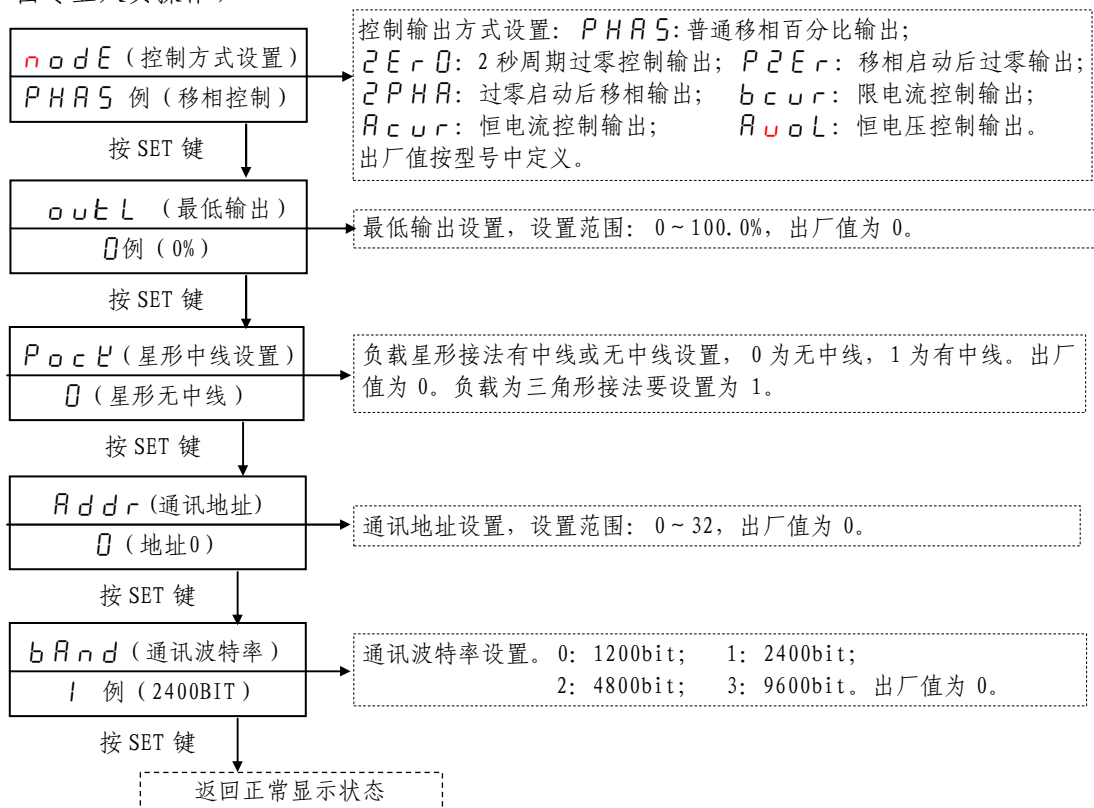 nodE（控制方式设置）
PHAS 例（移相控制）
控制输出方式设置：PHAS:普通移相百分比输出；
2Er0：2秒周期过零控制输出；P2Er：移相启动后过零输出；
2PHA：过零启动后移相输出；bcur：限电流控制输出；
Acur：恒电流控制输出；AuoL：恒电压控制输出。
出厂值按型号中定义。
按 SET 键
outL （最低输出）
0例（0%）
最低输出设置，设置范围：0~100.0%，出厂值为 0。
按 SET 键
PocY（星形中线设置）
0（星形无中线）
负载星形接法有中线或无中线设置，0 为无中线，1 为有中线。出厂
值为 0。负载为三角形接法要设置为 1。
按 SET 键
Addr(通讯地址)
0（地址0）
通讯地址设置，设置范围：0~32，出厂值为 0。
按 SET 键
bAnd（通讯波特率）
1 例（2400BIT）
通讯波特率设置。0：1200bit； 1：2400bit；
2：4800bit； 3：9600bit。出厂值为 0。
按 SET 键
返回正常显示状态